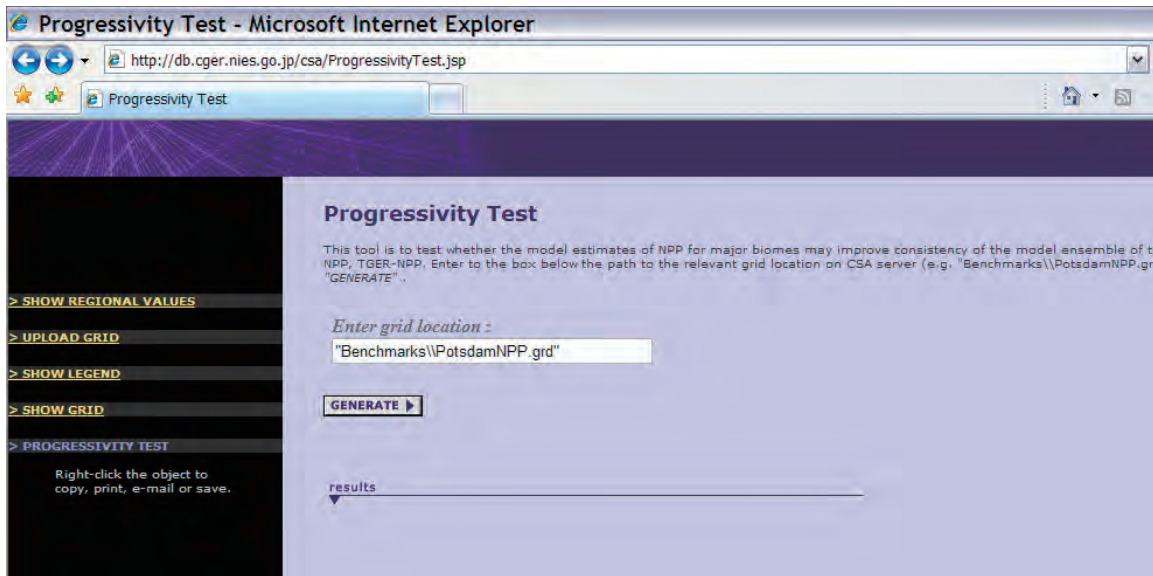 Progressivity Test - Microsoft Internet Explorer
http://db.cger.nies.go.jp/csa/ProgressivityTest.jsp
Progressivity Test
Progressivity Test
This tool is to test whether the model estimates of NPP for major biomes may improve consistency of the model ensemble of t
NPP, TGER-NPP. Enter to the box below the path to the relevant grid location on CSA server (e.g. "Benchmarks\\PotsdamNPP.gr
"GENERATE" .
> SHOW REGIONAL VALUES
Enter grid location :
> UPLOAD GRID
"Benchmarks\\PotsdamNPP.grd"
> SHOW LEGEND
> SHOW GRID
GENERATE
> PROGRESSIVITY TEST
Right-click the object to
copy, print, e-mail or save.
results